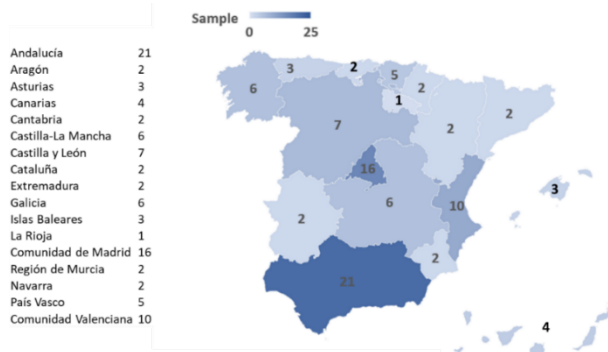 Sample
0 25
Andalucía 21
Aragón 2
Asturias 3
Canarias 4
Cantabria 2
Castilla-La Mancha 6
Castilla y León 7
Cataluña 2
Extremadura 2
Galicia 6
Islas Baleares 3
La Rioja 1
Comunidad de Madrid 16
Región de Murcia 2
Navarra 2
País Vasco 5
Comunidad Valenciana 10
6
3
2
5
2
1
2
2
7
16
3
2
6
10
2
21
4